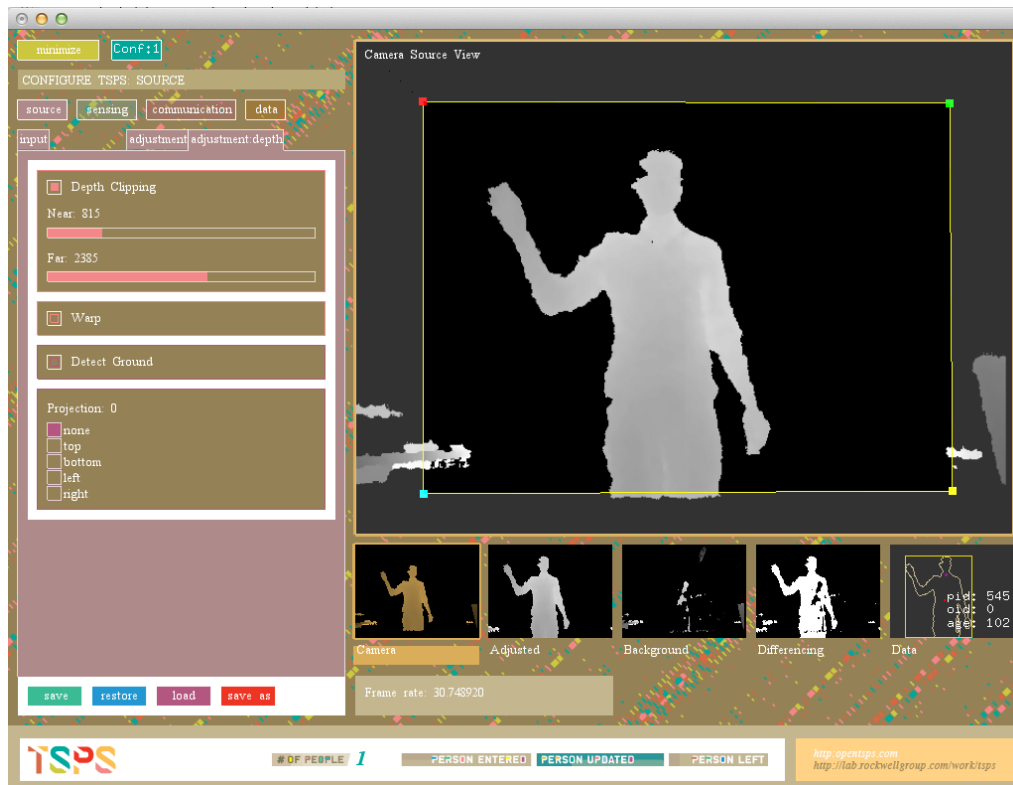 minimize
Conf:1
CONFIGURE TSPS: SOURCE
source sensing communication data
input adjustment adjustment:depth
Depth Clipping
Near: 815
Far: 2385
Warp
Detect Ground
Projection: 0
none
top
bottom
left
right
save restore load save as
Camera Source View
Camera Adjusted Background Differencing Data
pid: 545
oid: 0
age: 102
Frame rate: 30.748920
TSPS
# OF PEOPLE 1 PERSON ENTERED PERSON UPDATED PERSON LEFT
http:opentsps.com
http://lab.rockwellgroup.com/work/tsps